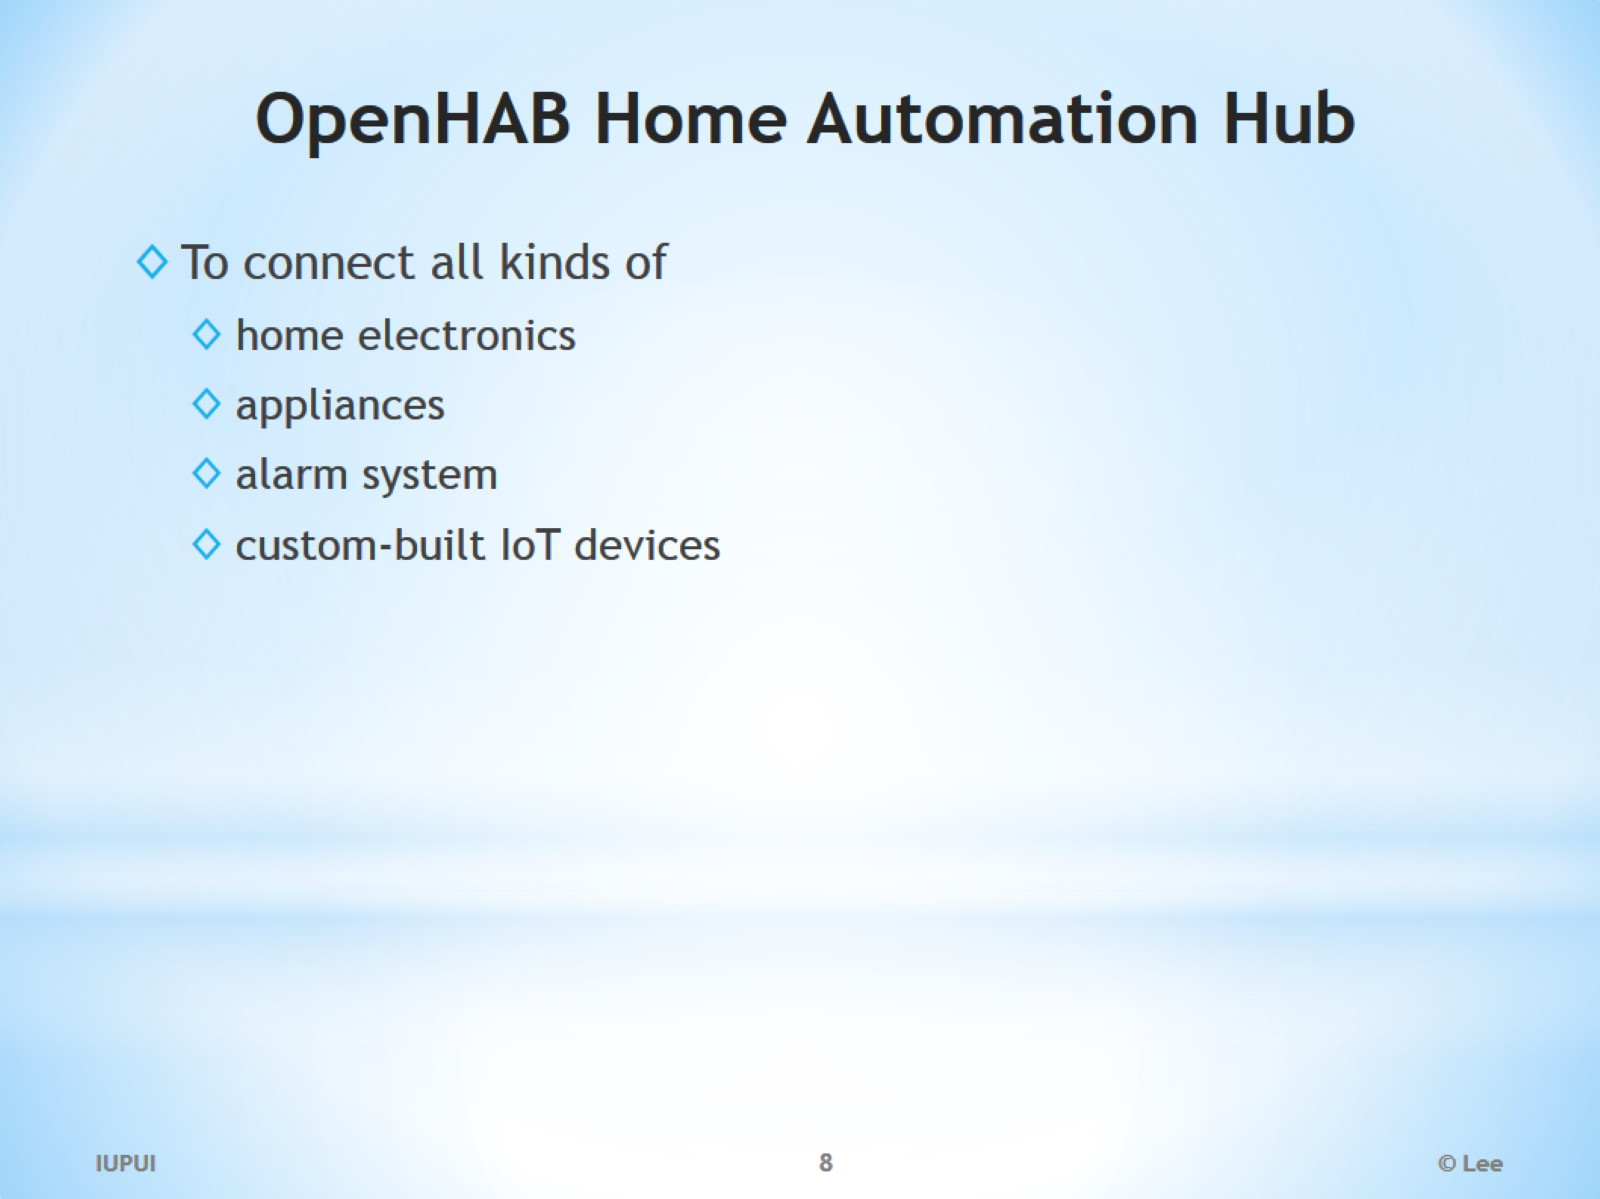 OpenHAB Home Automation Hub
To connect all kinds of
home electronics
appliances
alarm system
custom-built IoT devices
IUPUI
8
© Lee